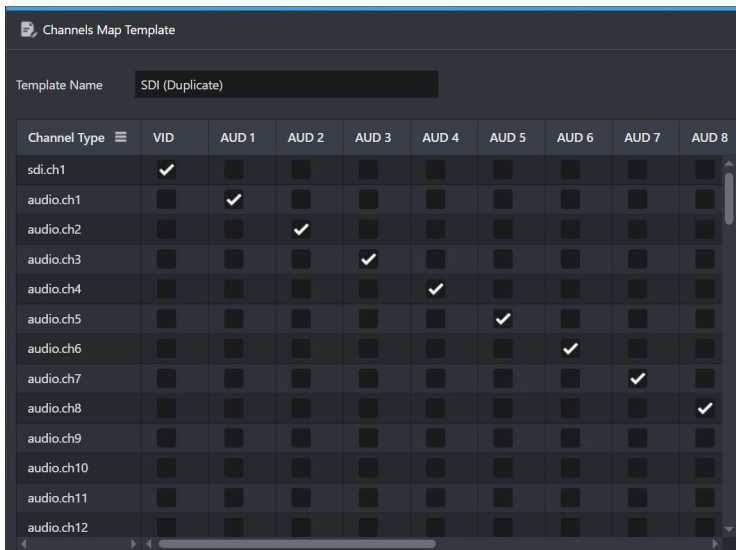 Channels Map Template
Template Name SDI (Duplicate)
Channel Type VID AUD 1 AUD 2 AUD 3 AUD 4 AUD 5 AUD 6 AUD 7 AUD 8
sdi.ch1
audio.ch1
audio.ch2
audio.ch3
audio.ch4
audio.ch5
audio.ch6
audio.ch7
audio.ch8
audio.ch9
audio.ch10
audio.ch11
audio.ch12